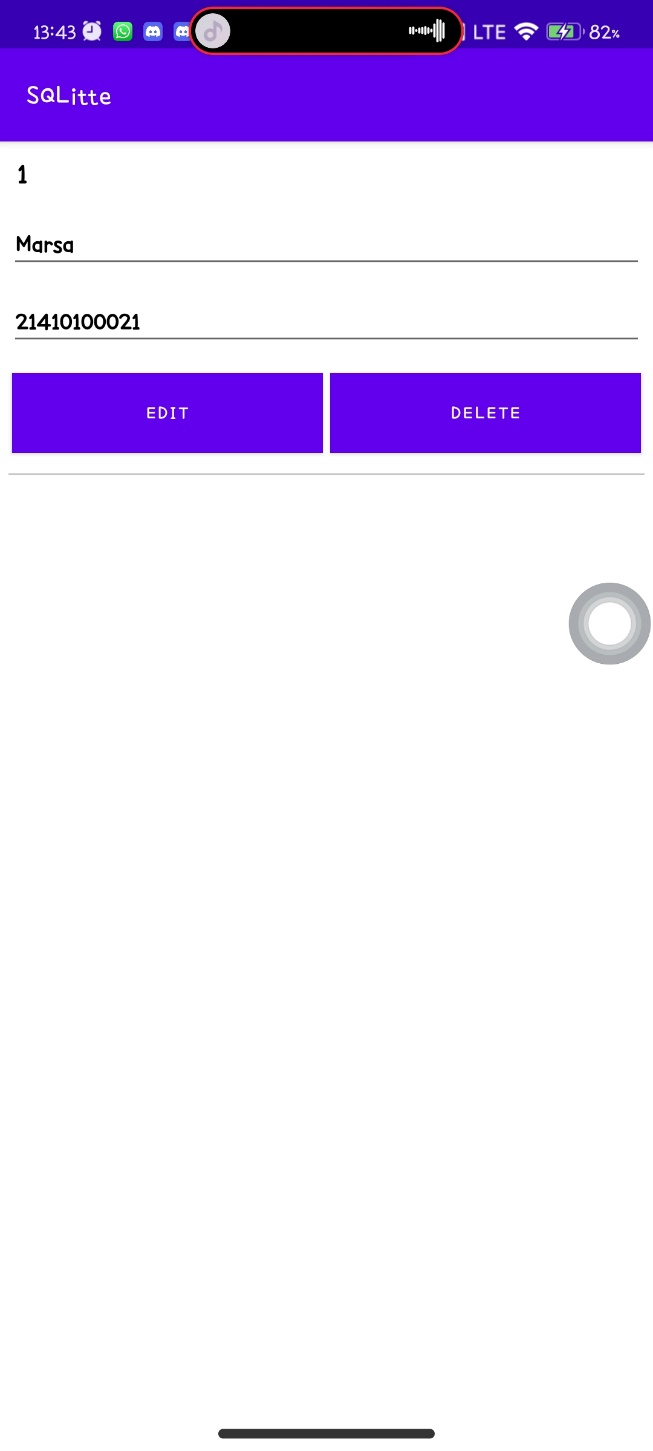 13:43 LTE 82%
SQLitte
1
Marsa
21410100021
EDIT DELETE